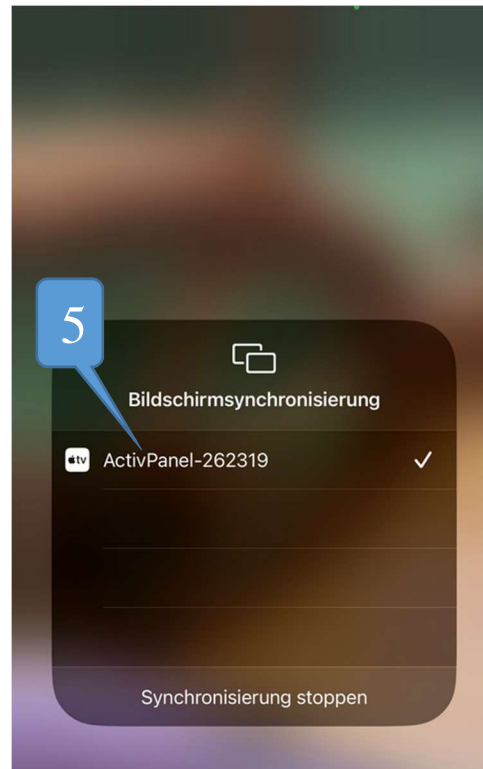 5
Bildschirmsynchronisierung
tv
ActivPanel-262319
Synchronisierung stoppen